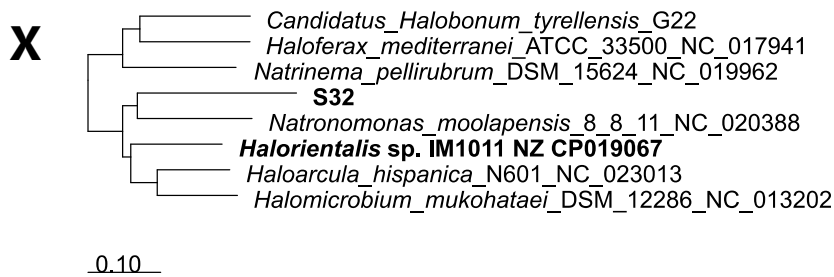 X
Candidatus_Halobonum_tyrellensis_G22
Haloferax_mediterranei_ATCC_33500_NC_017941
Natrinema_pellirubrum_DSM_15624_NC_019962
S32
Natronomonas_moolapensis_8_8_11_NC_020388
Halorientalis sp. IM1011 NZ CP019067
Haloarcula_hispanica_N601_NC_023013
Halomicrobium_mukohataei_DSM_12286_NC_013202
0.10